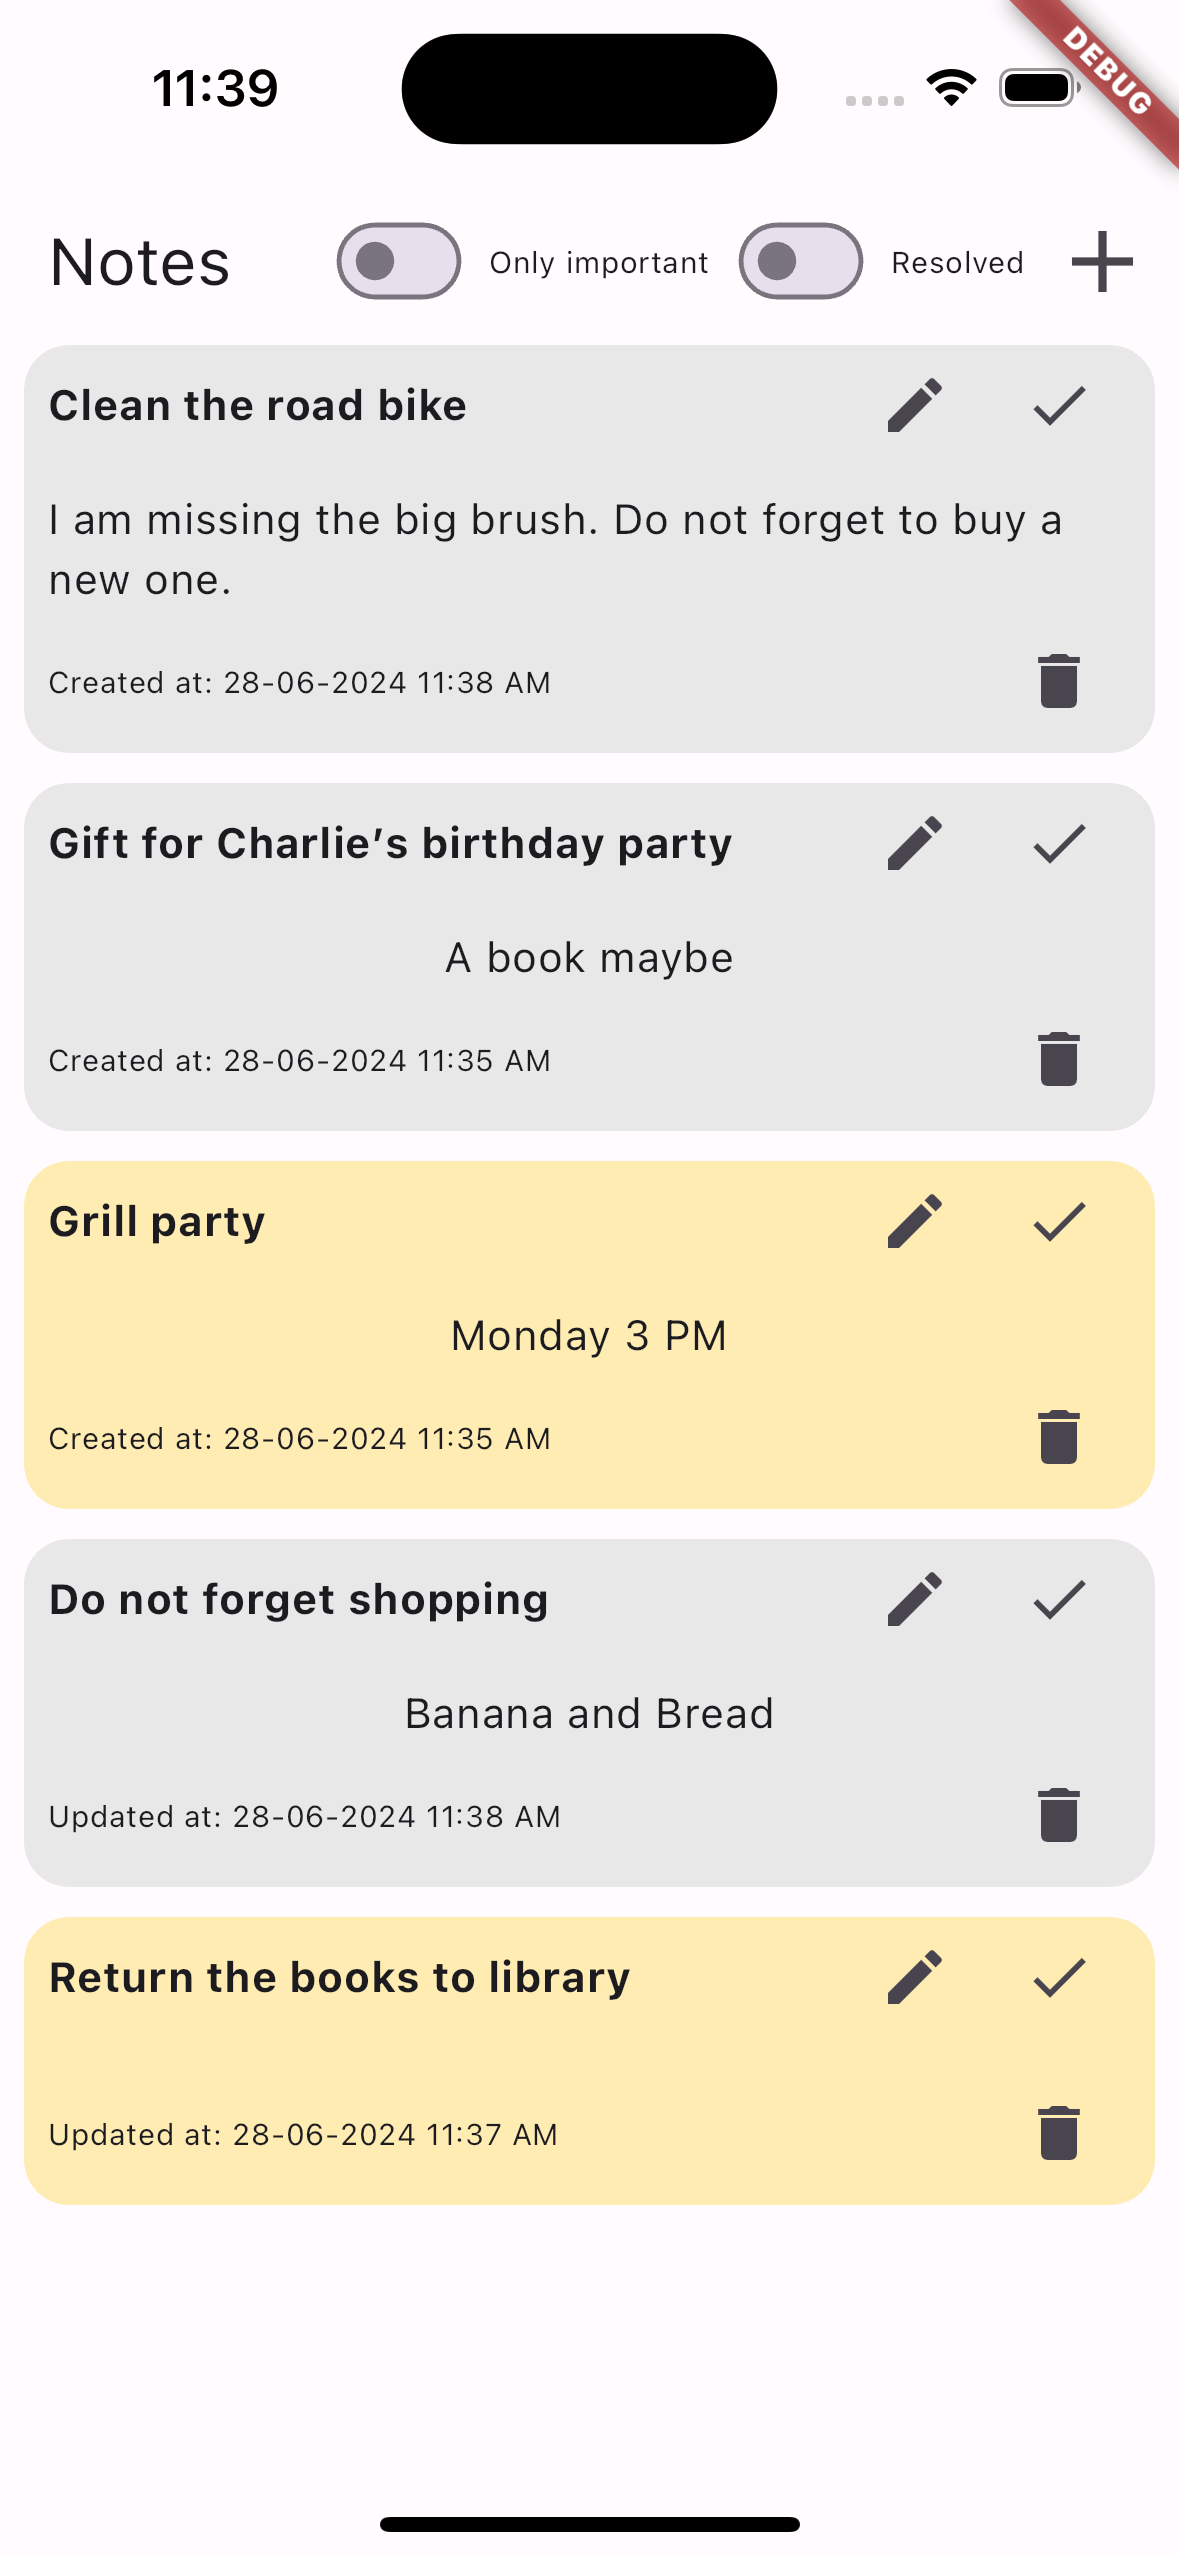 11:39
DEBUG
Notes
Only important
Resolved
Clean the road bike
I am missing the big brush. Do not forget to buy a
new one.
Created at: 28-06-2024 11:38 AM
Gift for Charlie’s birthday party
A book maybe
Created at: 28-06-2024 11:35 AM
Grill party
Monday 3 PM
Created at: 28-06-2024 11:35 AM
Do not forget shopping
Banana and Bread
Updated at: 28-06-2024 11:38 AM
Return the books to library
Updated at: 28-06-2024 11:37 AM